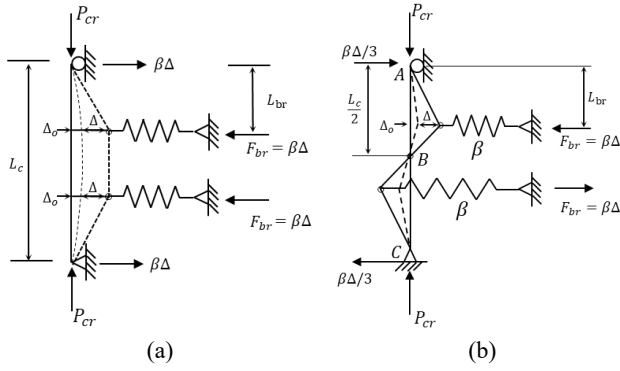 P_cr
βΔ
L_br
L_c
Δ_o
Δ
F_br = βΔ
Δ_o
Δ
F_br = βΔ
βΔ
P_cr
(a)
P_cr
βΔ/3
A
L_c/2
L_br
Δ_o
Δ
β
F_br = βΔ
B
β
F_br = βΔ
C
βΔ/3
P_cr
(b)